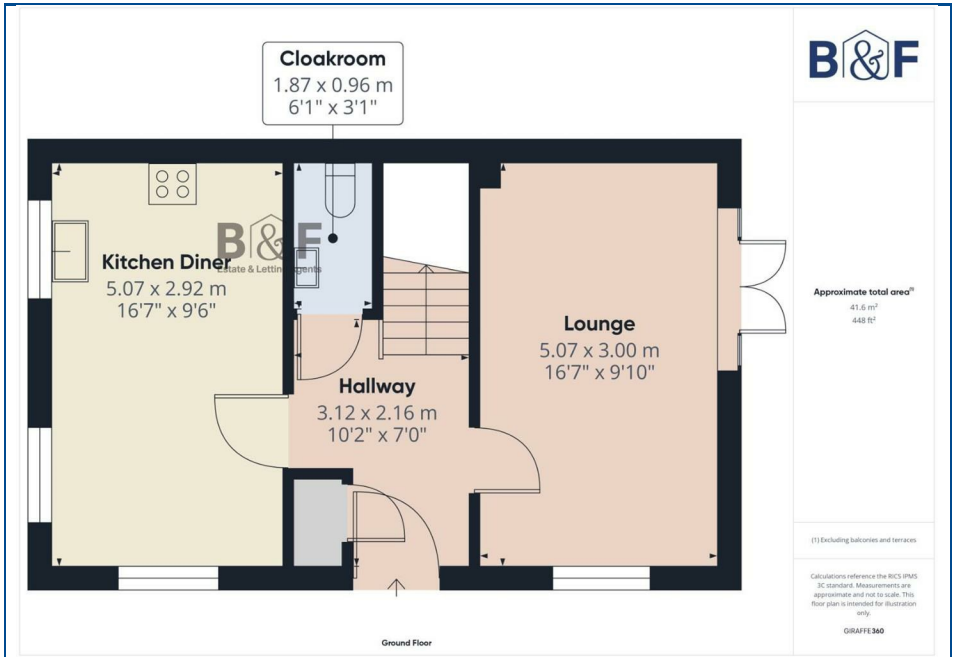 Cloakroom
1.87 x 0.96 m
6'1" x 3'1"
B&F
Estate & Letting Agents
Kitchen Diner
5.07 x 2.92 m
16'7" x 9'6"
Hallway
3.12 x 2.16 m
10'2" x 7'0"
Lounge
5.07 x 3.00 m
16'7" x 9'10"
Ground Floor
B&F
Approximate total area(1)
41.6 m²
448 ft²
(1) Excluding balconies and terraces
Calculations reference the RICS IPMS
3C standard. Measurements are
approximate and not to scale. This
floor plan is intended for illustration
only.
GIRAFFE360